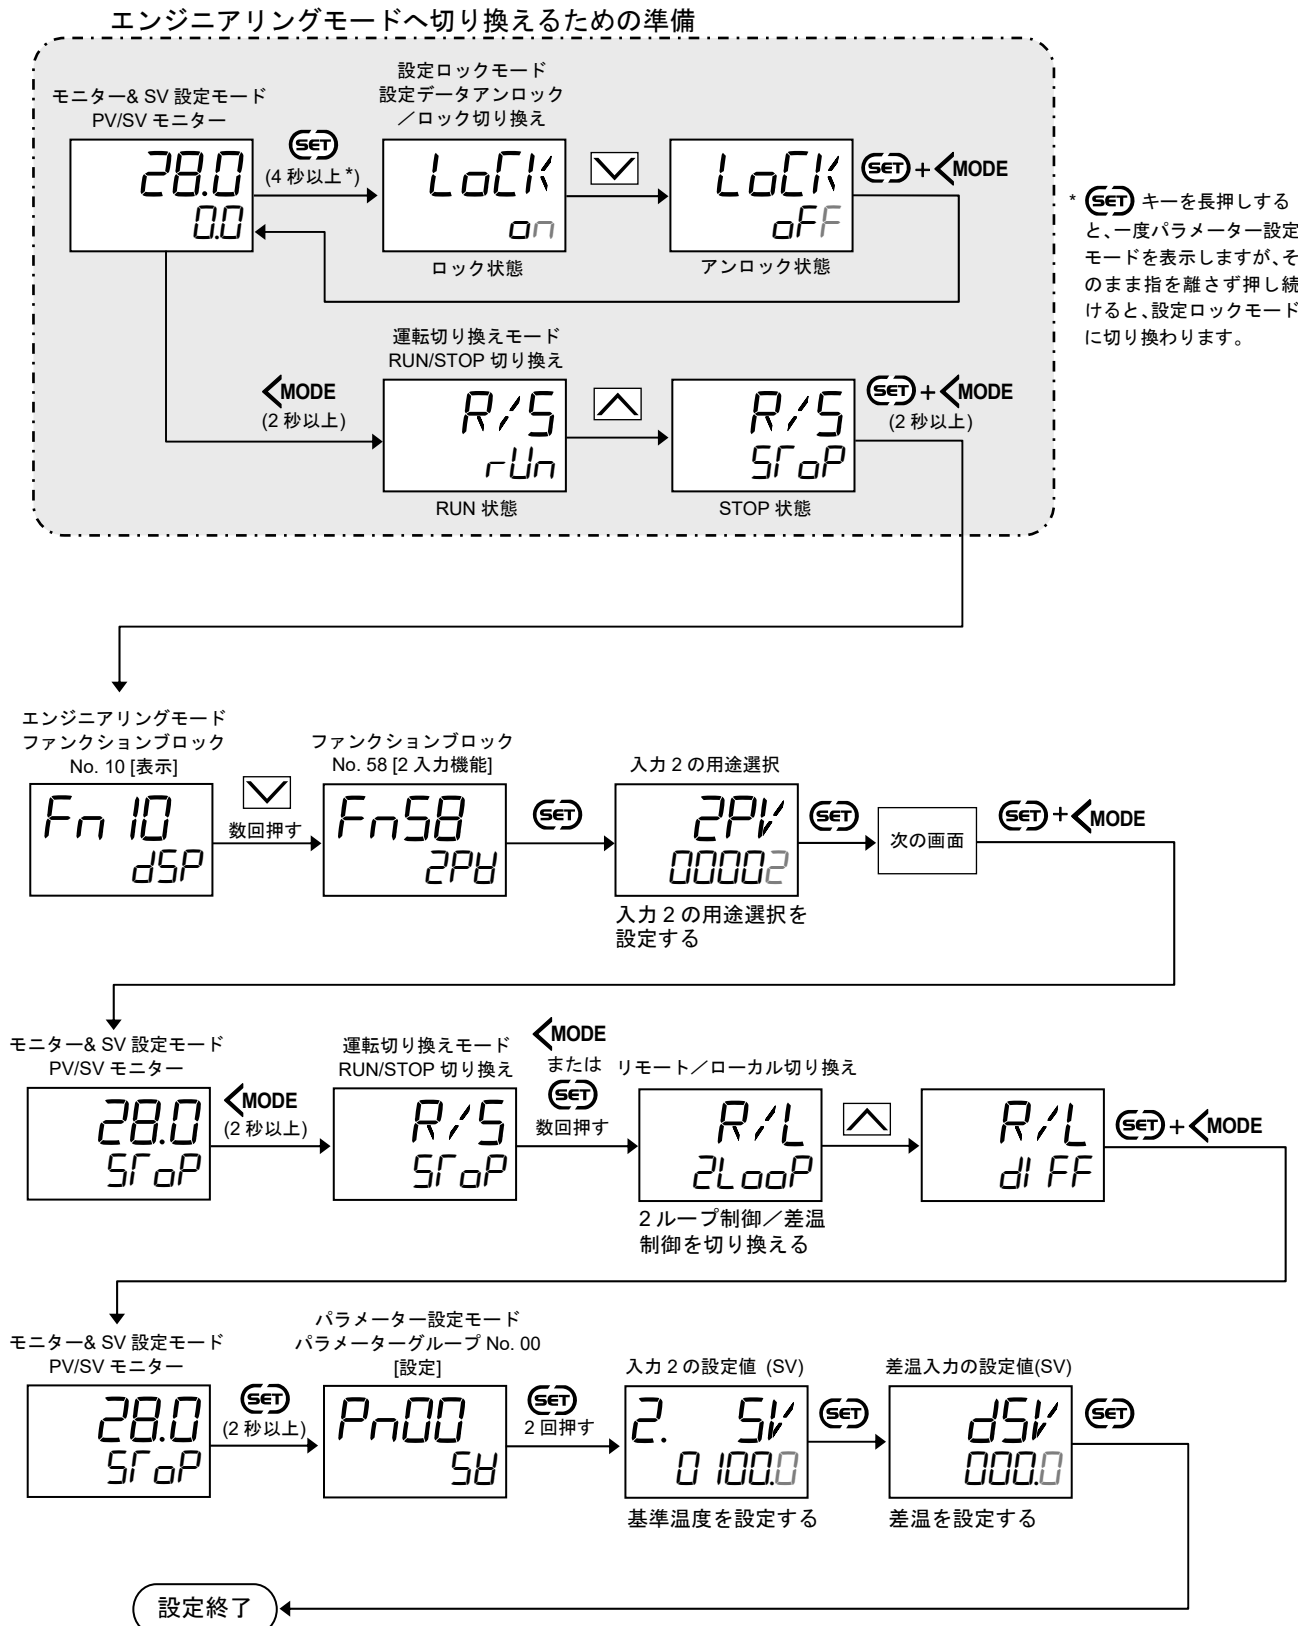 エンジニアリングモードへ切り換えるための準備
モニター& SV 設定モード
PV/SV モニター
28.0
0.0
SET
(4 秒以上*)
設定ロックモード
設定データアンロック
／ロック切り換え
LoCK
on
ロック状態
LoCK
oFF
アンロック状態
SET + MODE
* SET キーを長押しする
と、一度パラメーター設定
モードを表示しますが、そ
のまま指を離さず押し続
けると、設定ロックモード
に切り換わります。
MODE
(2 秒以上)
運転切り換えモード
RUN/STOP 切り換え
R/S
rUn
RUN 状態
R/S
SToP
STOP 状態
SET + MODE
(2 秒以上)
エンジニアリングモード
ファンクションブロック
No. 10 [表示]
Fn 10
dSP
数回押す
ファンクションブロック
No. 58 [2 入力機能]
Fn58
2PV
SET
入力 2 の用途選択
2PV
00002
入力 2 の用途選択を
設定する
SET
次の画面
SET + MODE
モニター& SV 設定モード
PV/SV モニター
28.0
SToP
MODE
(2 秒以上)
運転切り換えモード
RUN/STOP 切り換え
R/S
SToP
MODE
または
SET
数回押す
リモート／ローカル切り換え
R/L
2LooP
2 ループ制御／差温
制御を切り換える
R/L
dI FF
SET + MODE
モニター& SV 設定モード
PV/SV モニター
28.0
SToP
SET
(2 秒以上)
パラメーター設定モード
パラメーターグループ No. 00
[設定]
Pn00
SV
SET
2 回押す
入力 2 の設定値 (SV)
2. SV
0100.0
基準温度を設定する
SET
差温入力の設定値(SV)
dSV
000.0
差温を設定する
SET
設定終了